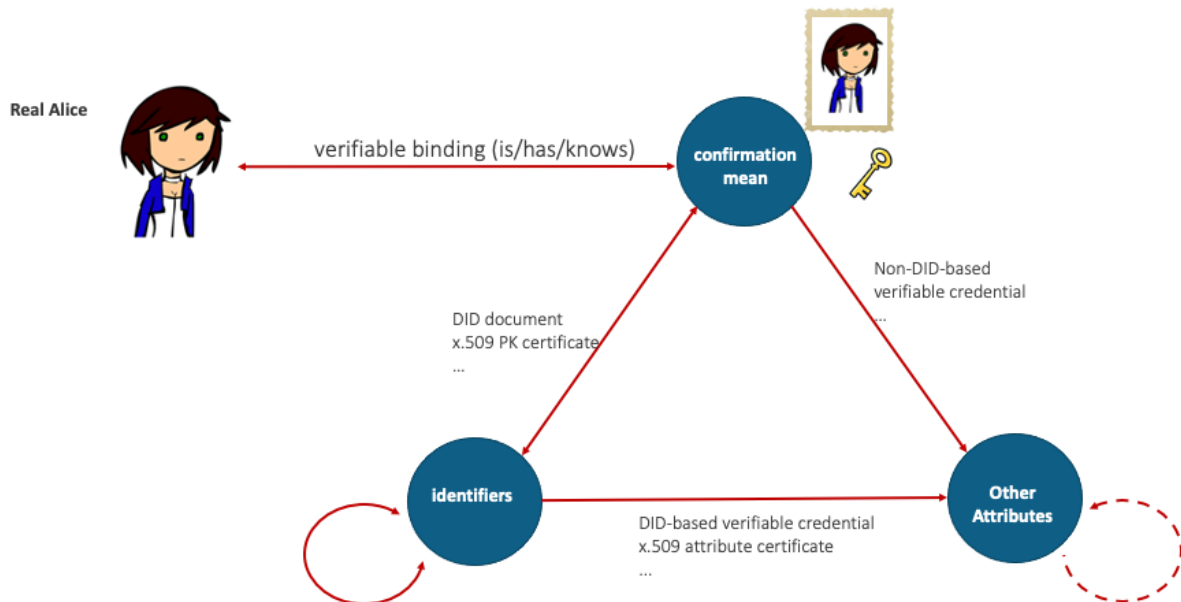 Real Alice
verifiable binding (is/has/knows)
confirmation
mean
Non-DID-based
verifiable credential
...
DID document
x.509 PK certificate
...
identifiers
Other
Attributes
DID-based verifiable credential
x.509 attribute certificate
...